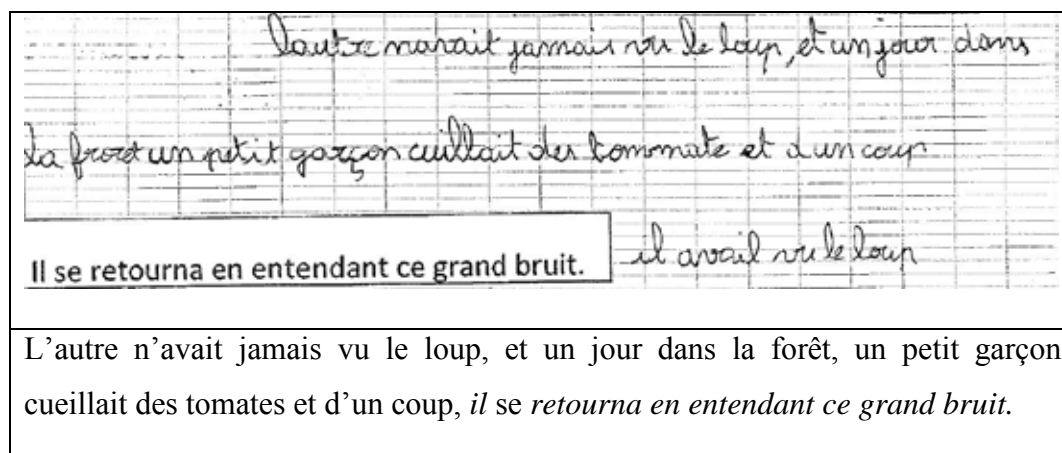 lautre navait jamais vu le loup, et un jour dans
la froret un petit garçon cuillait des tommate et d un coup
Il se retourna en entendant ce grand bruit. il avait vu le loup
L'autre n'avait jamais vu le loup, et un jour dans la forêt, un petit garçon
cueillait des tomates et d'un coup, il se retourna en entendant ce grand bruit.